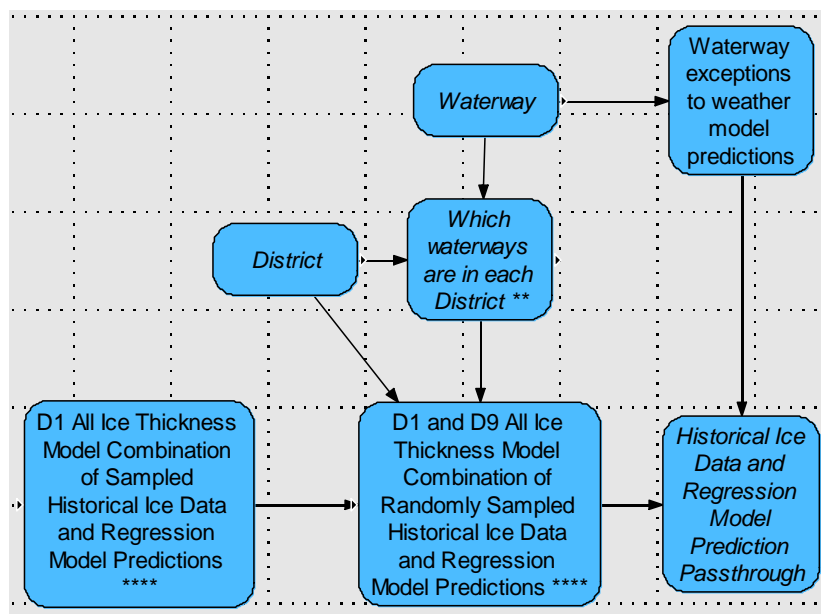 Waterway
Waterway
exceptions
to weather
model
predictions
District
Which
waterways
are in each
District **
D1 All Ice Thickness
Model Combination
of Sampled
Historical Ice Data
and Regression
Model Predictions
****
D1 and D9 All Ice
Thickness Model
Combination of
Randomly Sampled
Historical Ice Data
and Regression
Model Predictions ****
Historical Ice
Data and
Regression
Model
Prediction
Passthrough